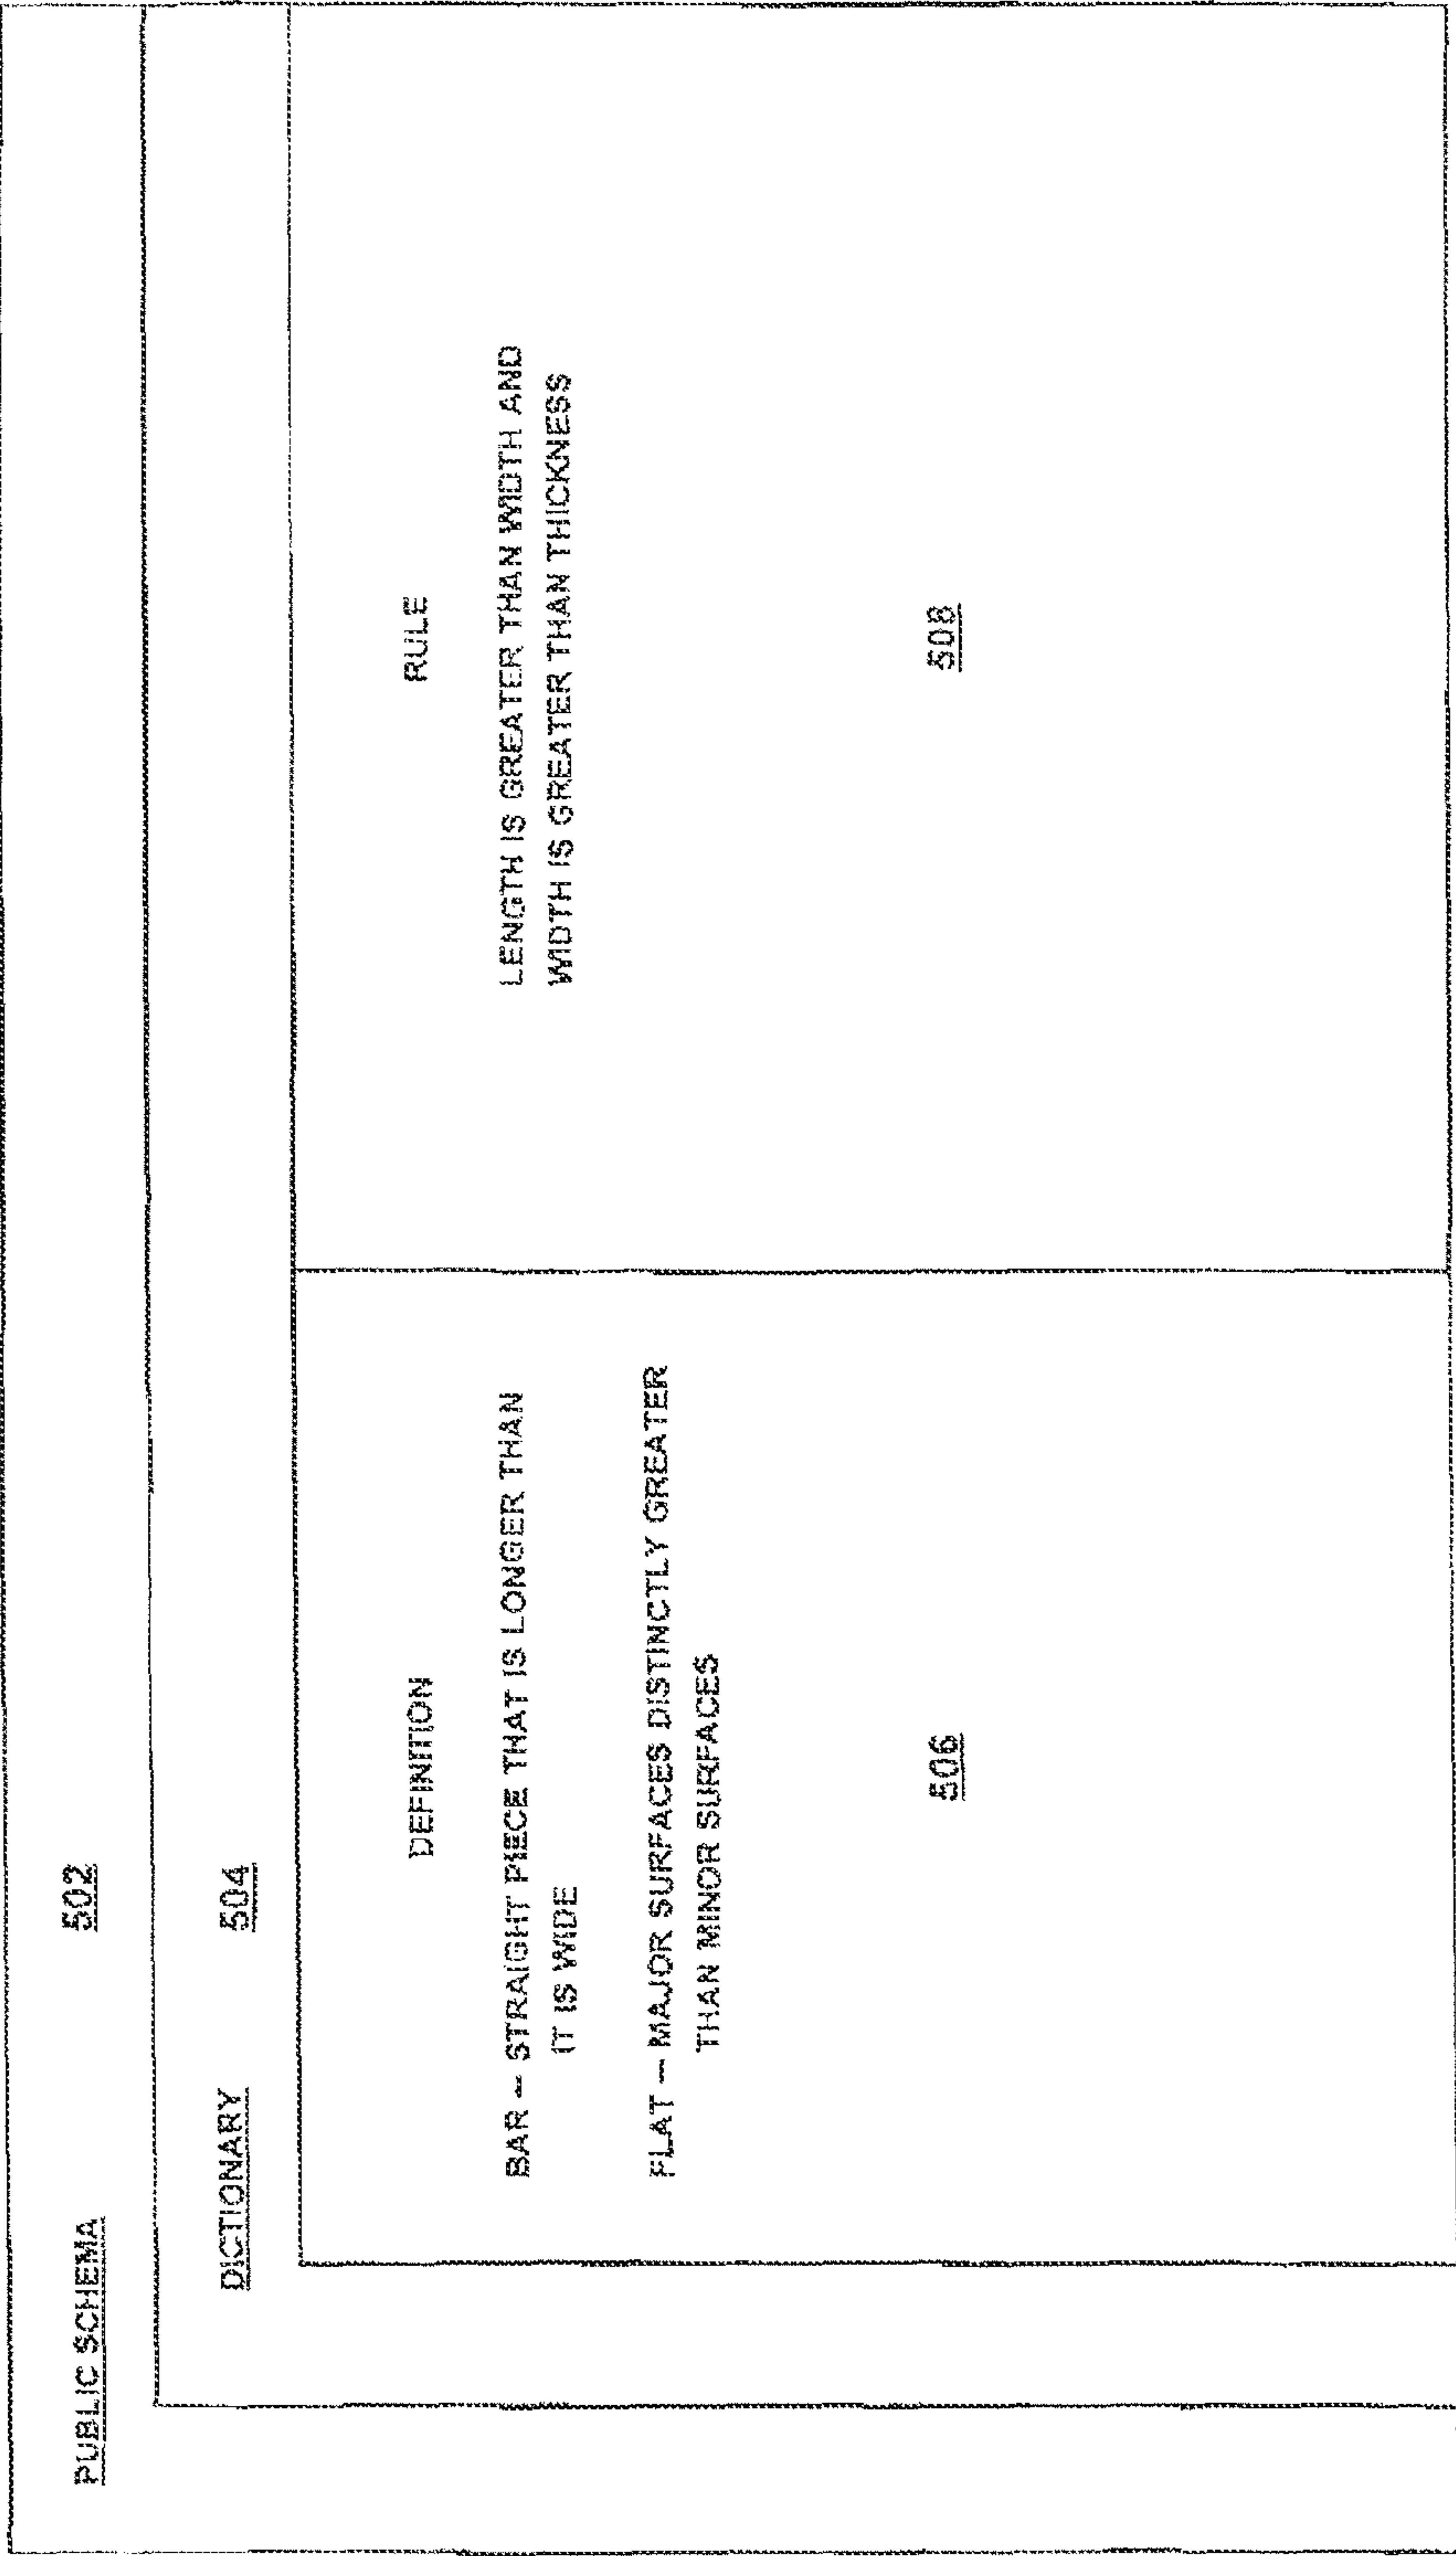 PUBLIC SCHEMA 502
DICTIONARY 504
DEFINITION
BAR – STRAIGHT PIECE THAT IS LONGER THAN
IT IS WIDE
FLAT – MAJOR SURFACES DISTINCTLY GREATER
THAN MINOR SURFACES
506
RULE
LENGTH IS GREATER THAN WIDTH AND
WIDTH IS GREATER THAN THICKNESS
508